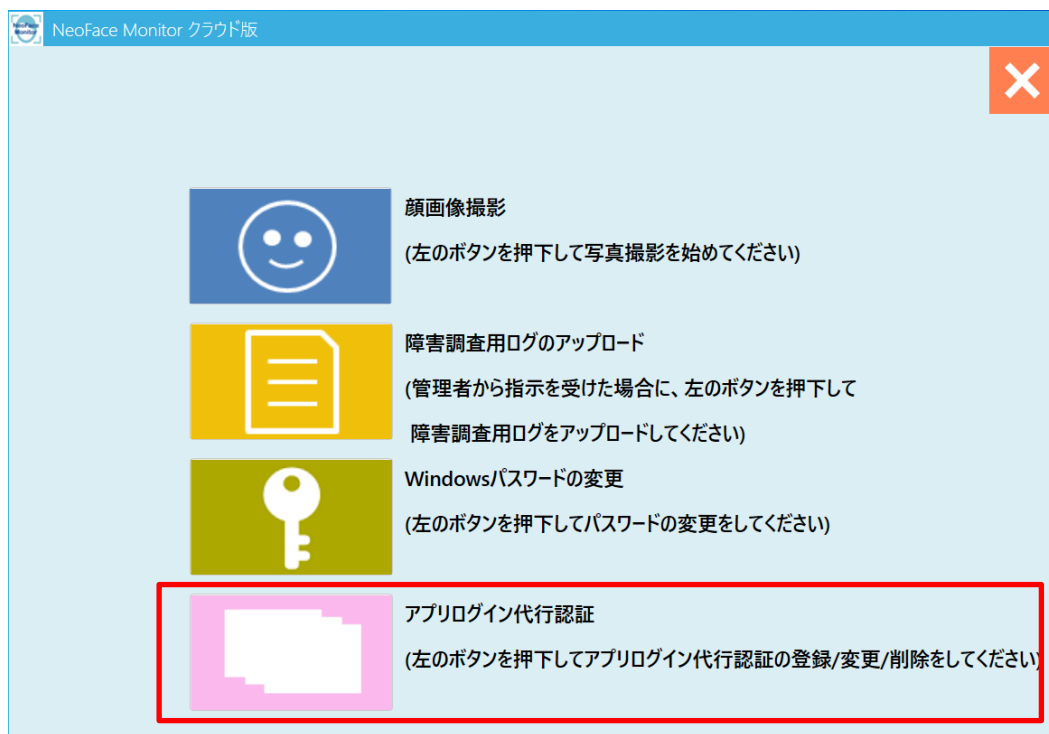 NeoFace Monitor クラウド版
NeoFace
Monitor
顔画像撮影
(左のボタンを押下して写真撮影を始めてください)
障害調査用ログのアップロード
(管理者から指示を受けた場合に、左のボタンを押下して
障害調査用ログをアップロードしてください)
Windowsパスワードの変更
(左のボタンを押下してパスワードの変更をしてください)
アプリログイン代行認証
(左のボタンを押下してアプリログイン代行認証の登録/変更/削除をしてください)